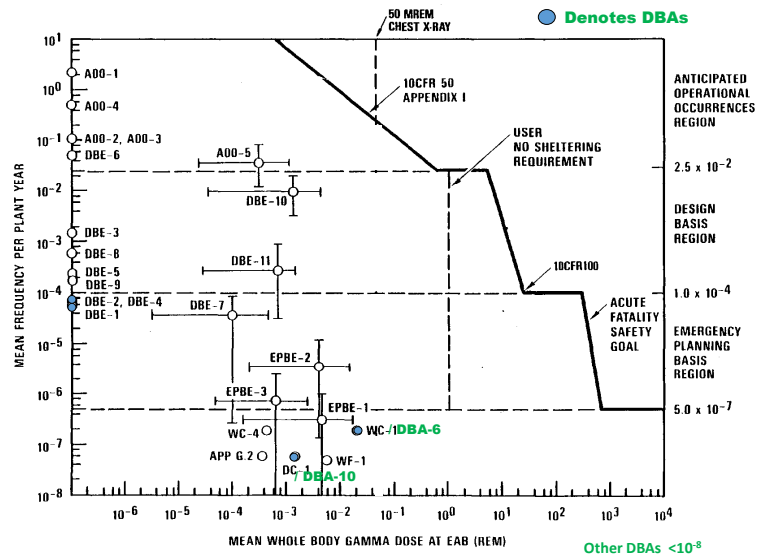 50 MREM
CHEST X-RAY
Denotes DBAs
10^1
10^0
10^-1
10^-2
10^-3
10^-4
10^-5
10^-6
10^-7
10^-8
MEAN FREQUENCY PER PLANT YEAR
AOO-1
AOO-4
AOO-2, AOO-3
DBE-6
AOO-5
DBE-10
DBE-3
DBE-8
DBE-5
DBE-9
DBE-2, DBE-4
DBE-1
DBE-11
DBE-7
EPBE-2
EPBE-3
EPBE-1
WC-4
WC-1/DBA-6
APP G.2
DC-1
/DBA-10
WF-1
10CFR 50
APPENDIX I
USER
NO SHELTERING
REQUIREMENT
10CFR100
ACUTE
FATALITY
SAFETY
GOAL
ANTICIPATED
OPERATIONAL
OCCURRENCES
REGION
2.5 x 10^-2
DESIGN
BASIS
REGION
1.0 x 10^-4
EMERGENCY
PLANNING
BASIS
REGION
5.0 x 10^-7
10^-6 10^-5 10^-4 10^-3 10^-2 10^-1 10^0 10^1 10^2 10^3 10^4
MEAN WHOLE BODY GAMMA DOSE AT EAB (REM)
Other DBAs <10^-8